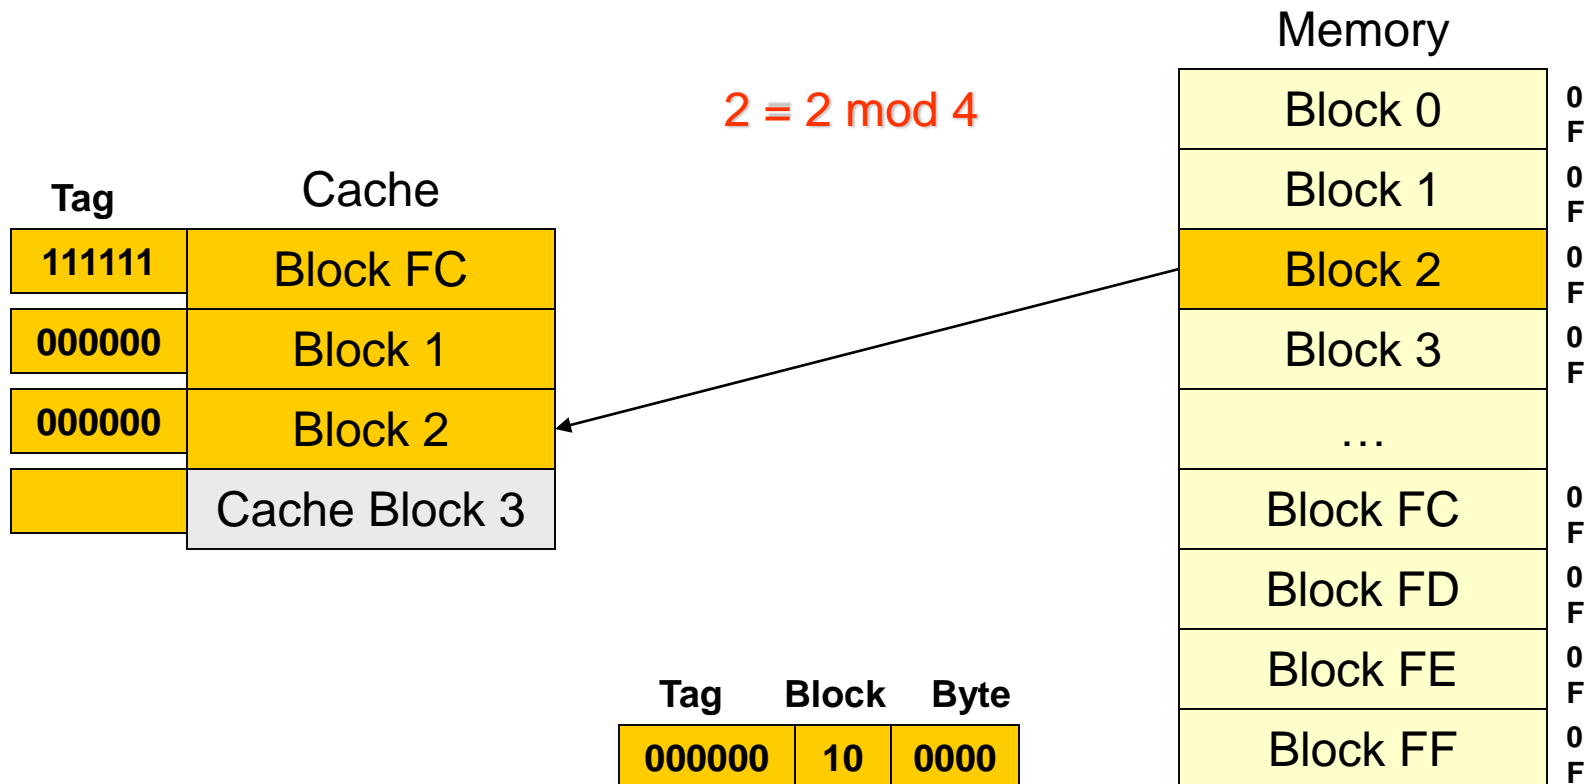 Memory
2 = 2 mod 4
Block 0
0
F
Block 1
0
F
Block 2
0
F
Block 3
0
F
…
Block FC
0
F
Block FD
0
F
Block FE
0
F
Block FF
0
F
Tag Cache
111111 Block FC
000000 Block 1
000000 Block 2
Cache Block 3
Tag Block Byte
000000 10 0000